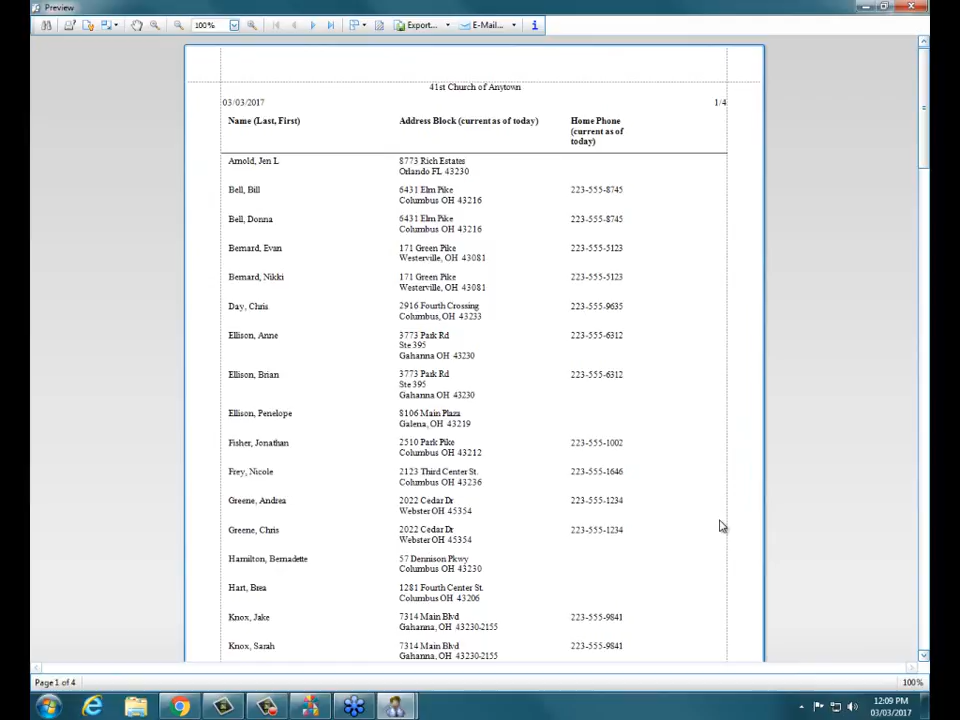 Preview
100%
Export...
E-Mail...
41st Church of Anytown
03/03/2017 1/4
Name (Last, First) Address Block (current as of today) Home Phone
(current as of
today)
Arnold, Jen L 8773 Rich Estates
Orlando FL 43230
Bell, Bill 6431 Elm Pike 223-555-8745
Columbus OH 43216
Bell, Donna 6431 Elm Pike 223-555-8745
Columbus OH 43216
Bernard, Evan 171 Green Pike 223-555-5123
Westerville, OH 43081
Bernard, Nikki 171 Green Pike 223-555-5123
Westerville, OH 43081
Day, Chris 2916 Fourth Crossing 223-555-9635
Columbus, OH 43233
Ellison, Anne 3773 Park Rd 223-555-6312
Ste 395
Gahanna OH 43230
Ellison, Brian 3773 Park Rd 223-555-6312
Ste 395
Gahanna OH 43230
Ellison, Penelope 8106 Main Plaza
Galena, OH 43219
Fisher, Jonathan 2510 Park Pike 223-555-1002
Columbus OH 43212
Frey, Nicole 2123 Third Center St. 223-555-1646
Columbus OH 43236
Greene, Andrea 2022 Cedar Dr 223-555-1234
Webster OH 45354
Greene, Chris 2022 Cedar Dr 223-555-1234
Webster OH 45354
Hamilton, Bernadette 57 Dennison Pkwy
Columbus OH 43230
Hart, Brea 1281 Fourth Center St.
Columbus OH 43206
Knox, Jake 7314 Main Blvd 223-555-9841
Gahanna, OH 43230-2155
Knox, Sarah 7314 Main Blvd 223-555-9841
Gahanna, OH 43230-2155
Page 1 of 4 100%
12:09 PM
03/03/2017